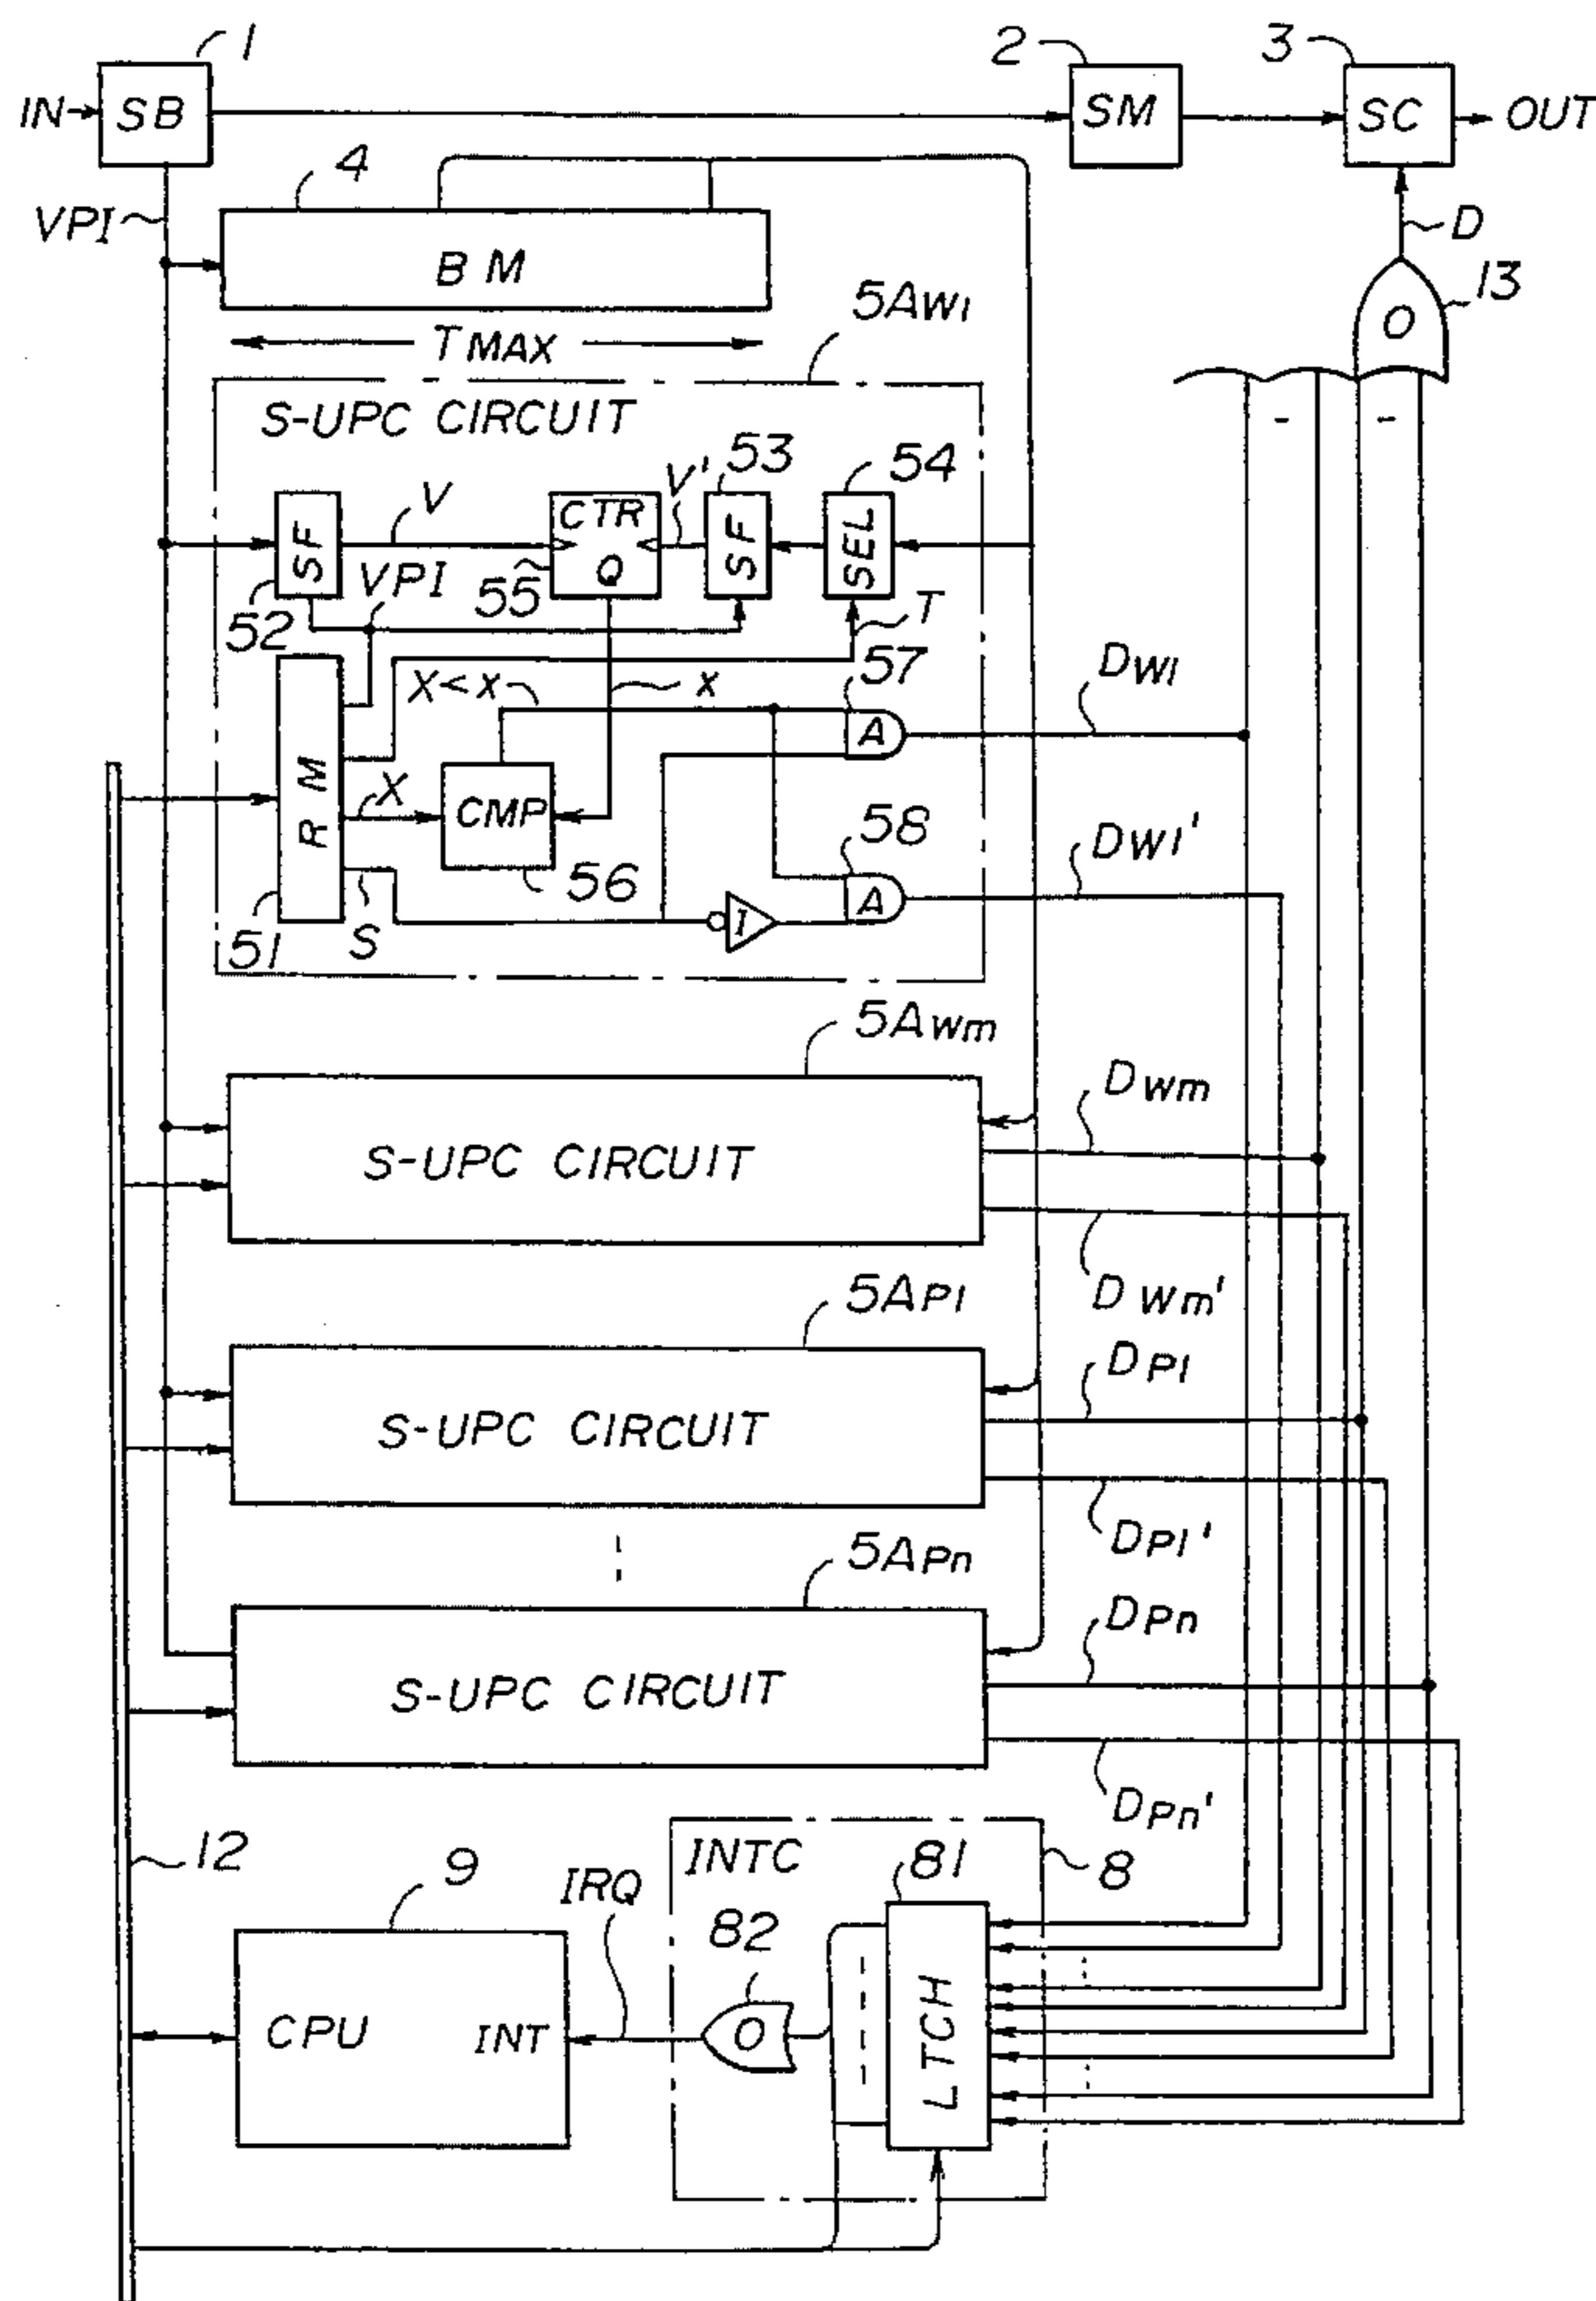 1
2
3
IN
SB
SM
SC
OUT
VPI
4
D
BM
13
O
TMAX
5AW1
S-UPC CIRCUIT
53
54
V
V'
CTR
Q
SF
SF
SEL
VPI
55
T
52
X<x
x
57
DW1
A
RM
X
CMP
58
DW1'
56
A
51
S
I
5AWm
DWm
S-UPC CIRCUIT
DWm'
5AP1
DP1
S-UPC CIRCUIT
DP1'
5APn
DPn
S-UPC CIRCUIT
DPn'
12
9
IRQ
INTC
81
8
82
CPU
INT
O
LTCH